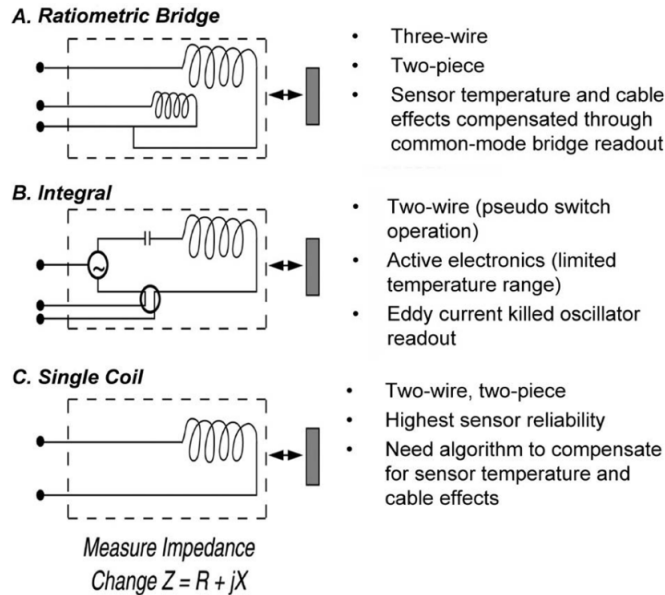 A. Ratiometric Bridge
• Three-wire
• Two-piece
• Sensor temperature and cable
effects compensated through
common-mode bridge readout
B. Integral
• Two-wire (pseudo switch
operation)
• Active electronics (limited
temperature range)
• Eddy current killed oscillator
readout
C. Single Coil
• Two-wire, two-piece
• Highest sensor reliability
• Need algorithm to compensate
for sensor temperature and
cable effects
Measure Impedance
Change Z = R + jX